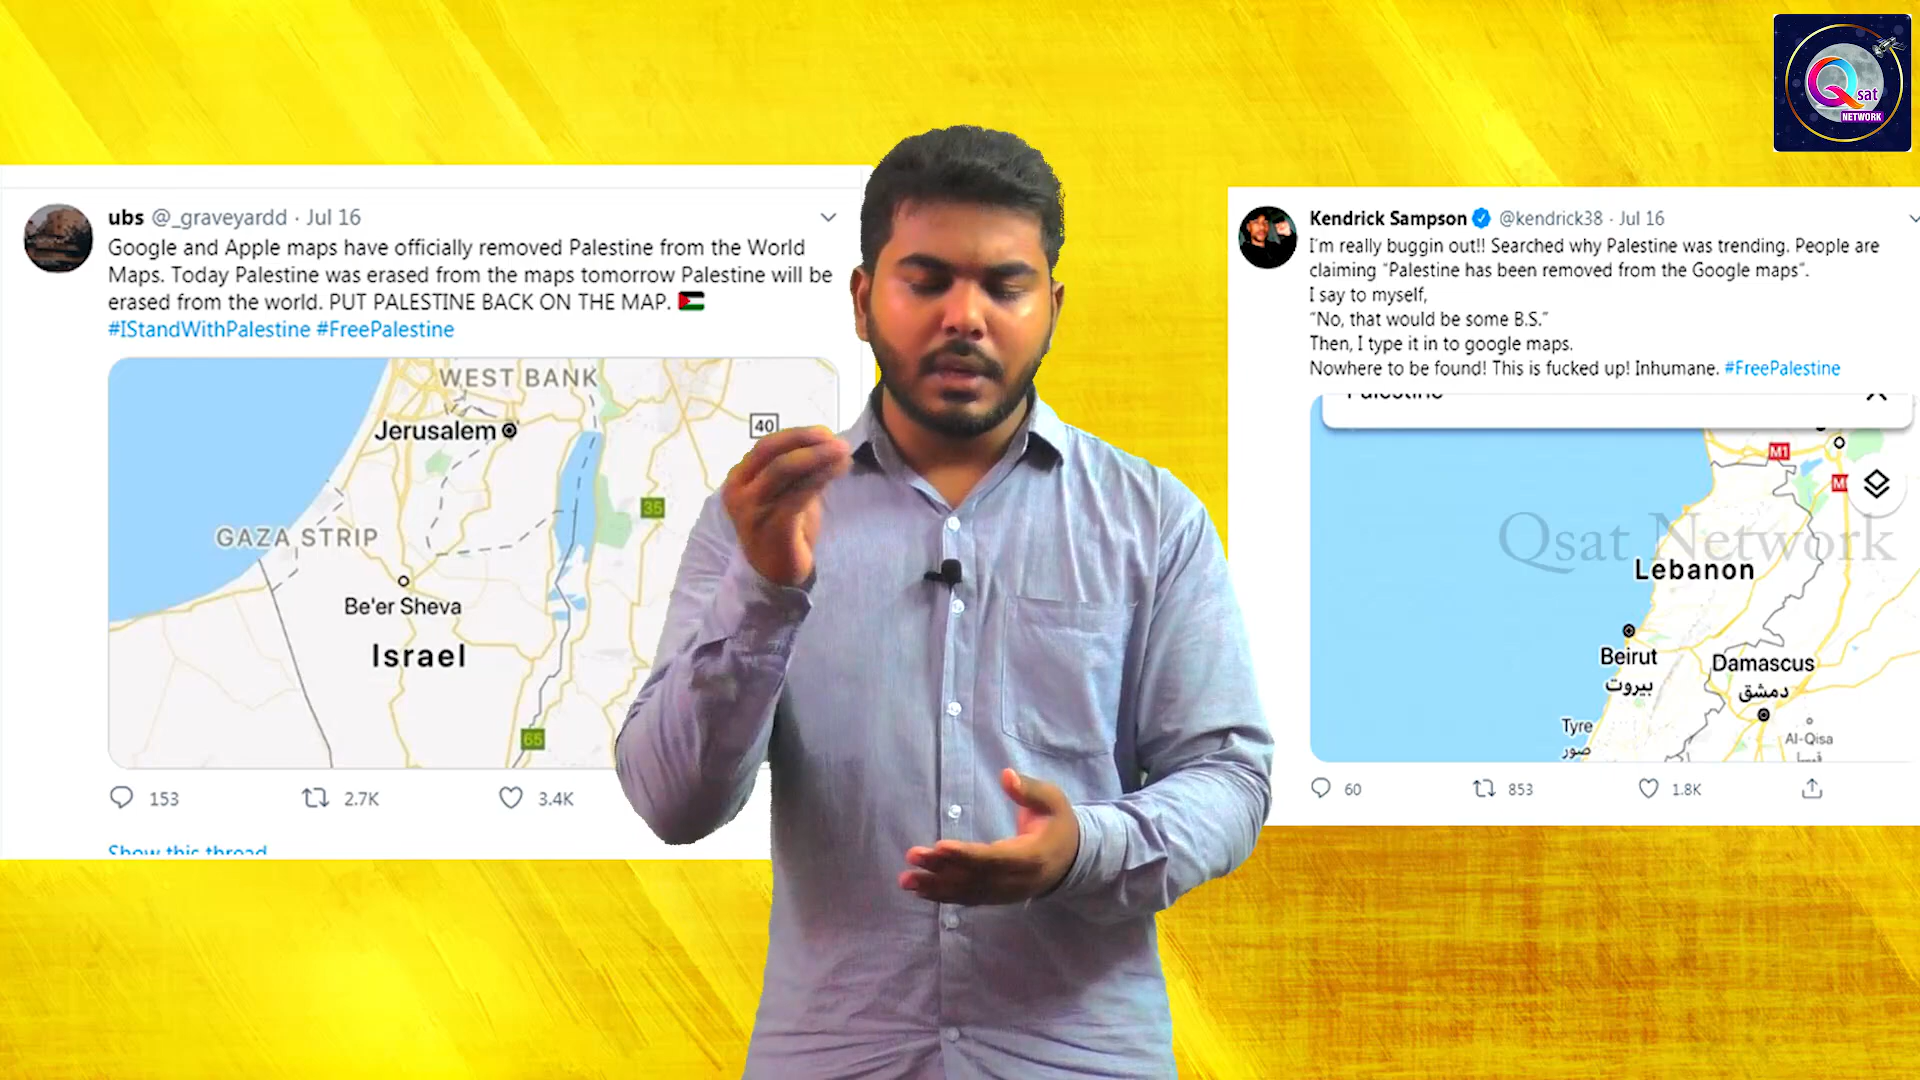 Q sat
NETWORK
ubs @_graveyardd · Jul 16
Google and Apple maps have officially removed Palestine from the World
Maps. Today Palestine was erased from the maps tomorrow Palestine will be
erased from the world. PUT PALESTINE BACK ON THE MAP. 🇵🇸
#IStandWithPalestine #FreePalestine
WEST BANK
Jerusalem
40
35
GAZA STRIP
Be'er Sheva
Israel
65
153 2.7K 3.4K
Show this thread
Kendrick Sampson @kendrick38 · Jul 16
I'm really buggin out!! Searched why Palestine was trending. People are
claiming "Palestine has been removed from the Google maps".
I say to myself,
"No, that would be some B.S."
Then, I type it in to google maps.
Nowhere to be found! This is fucked up! Inhumane. #FreePalestine
Palestine
M1
Qsat Network
Lebanon
Beirut
بيروت
Damascus
دمشق
Tyre
صور
Al-Qisa
60 853 1.8K